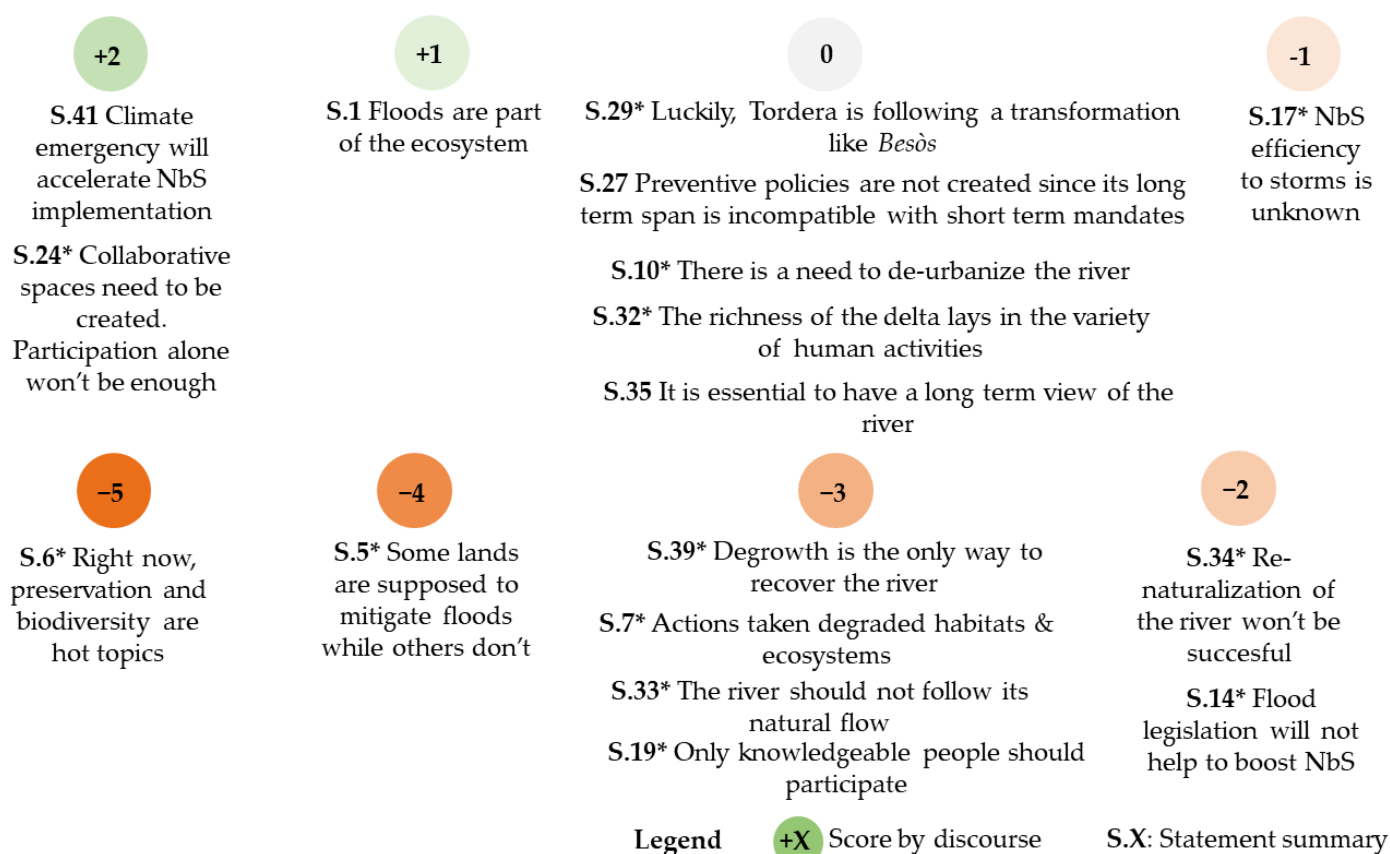 +2
S.41 Climate
emergency will
accelerate NbS
implementation
S.24* Collaborative
spaces need to be
created.
Participation alone
won't be enough
+1
S.1 Floods are part
of the ecosystem
0
S.29* Luckily, Tordera is following a transformation
like Besòs
S.27 Preventive policies are not created since its long
term span is incompatible with short term mandates
S.10* There is a need to de-urbanize the river
S.32* The richness of the delta lays in the variety
of human activities
S.35 It is essential to have a long term view of the
river
-1
S.17* NbS
efficiency
to storms is
unknown
−5
S.6* Right now,
preservation and
biodiversity are
hot topics
−4
S.5* Some lands
are supposed to
mitigate floods
while others don't
−3
S.39* Degrowth is the only way to
recover the river
S.7* Actions taken degraded habitats &
ecosystems
S.33* The river should not follow its
natural flow
S.19* Only knowledgeable people should
participate
−2
S.34* Re-
naturalization of
the river won't be
succesful
S.14* Flood
legislation will not
help to boost NbS
Legend +X Score by discourse S.X: Statement summary